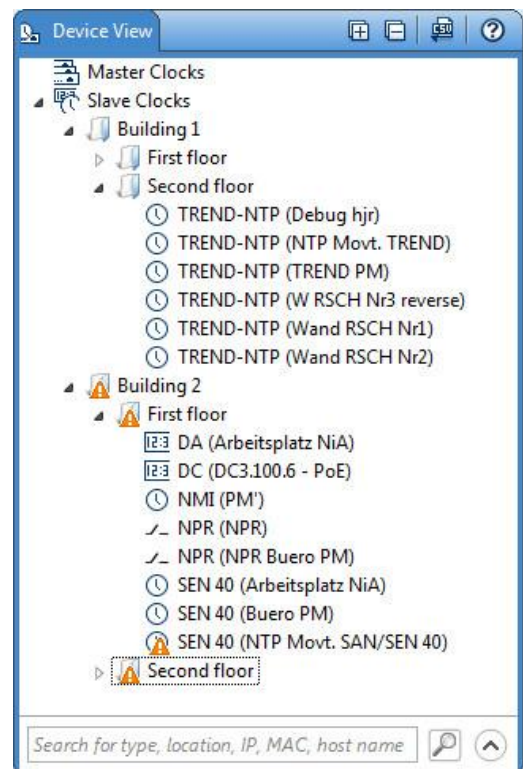 Device View
Master Clocks
Slave Clocks
Building 1
First floor
Second floor
TREND-NTP (Debug hjr)
TREND-NTP (NTP Movt. TREND)
TREND-NTP (TREND PM)
TREND-NTP (W RSCH Nr3 reverse)
TREND-NTP (Wand RSCH Nr1)
TREND-NTP (Wand RSCH Nr2)
Building 2
First floor
DA (Arbeitsplatz NiA)
DC (DC3.100.6 - PoE)
NMI (PM')
NPR (NPR)
NPR (NPR Buero PM)
SEN 40 (Arbeitsplatz NiA)
SEN 40 (Buero PM)
SEN 40 (NTP Movt. SAN/SEN 40)
Second floor
Search for type, location, IP, MAC, host name